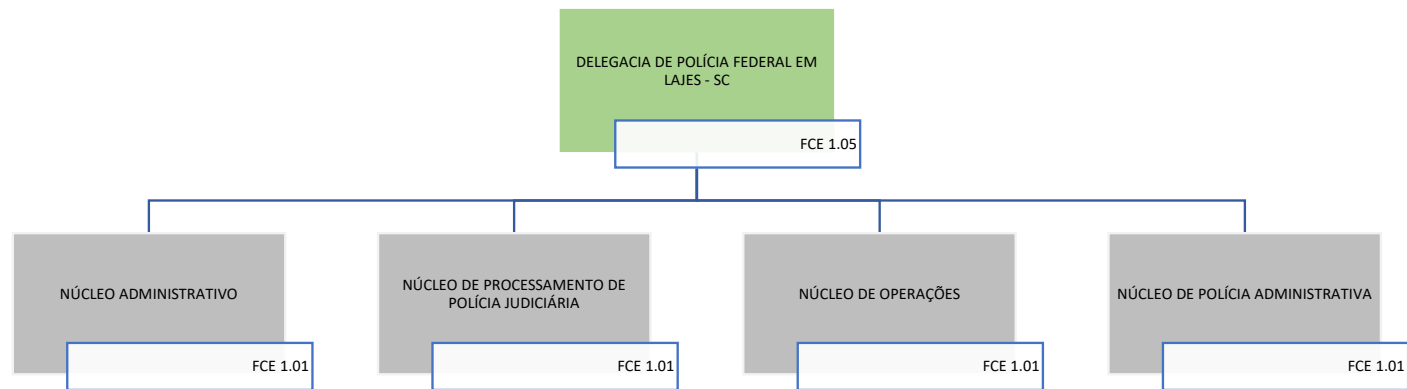 DELEGACIA DE POLÍCIA FEDERAL EM
LAJES - SC
FCE 1.05
NÚCLEO ADMINISTRATIVO
FCE 1.01
NÚCLEO DE PROCESSAMENTO DE
POLÍCIA JUDICIÁRIA
FCE 1.01
NÚCLEO DE OPERAÇÕES
FCE 1.01
NÚCLEO DE POLÍCIA ADMINISTRATIVA
FCE 1.01